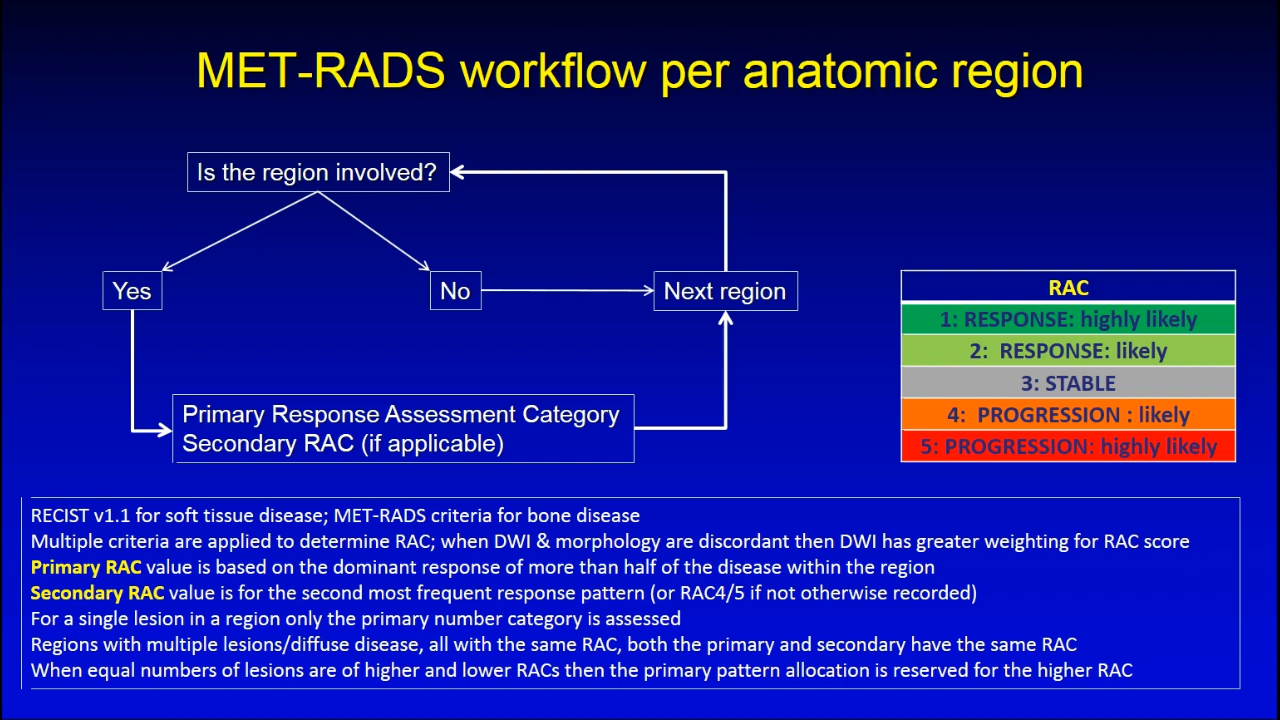 MET-RADS workflow per anatomic region
Is the region involved?
Yes
No
Next region
Primary Response Assessment Category
Secondary RAC (if applicable)
RAC
1: RESPONSE: highly likely
2: RESPONSE: likely
3: STABLE
4: PROGRESSION : likely
5: PROGRESSION: highly likely
RECIST v1.1 for soft tissue disease; MET-RADS criteria for bone disease
Multiple criteria are applied to determine RAC; when DWI & morphology are discordant then DWI has greater weighting for RAC score
Primary RAC value is based on the dominant response of more than half of the disease within the region
Secondary RAC value is for the second most frequent response pattern (or RAC4/5 if not otherwise recorded)
For a single lesion in a region only the primary number category is assessed
Regions with multiple lesions/diffuse disease, all with the same RAC, both the primary and secondary have the same RAC
When equal numbers of lesions are of higher and lower RACs then the primary pattern allocation is reserved for the higher RAC